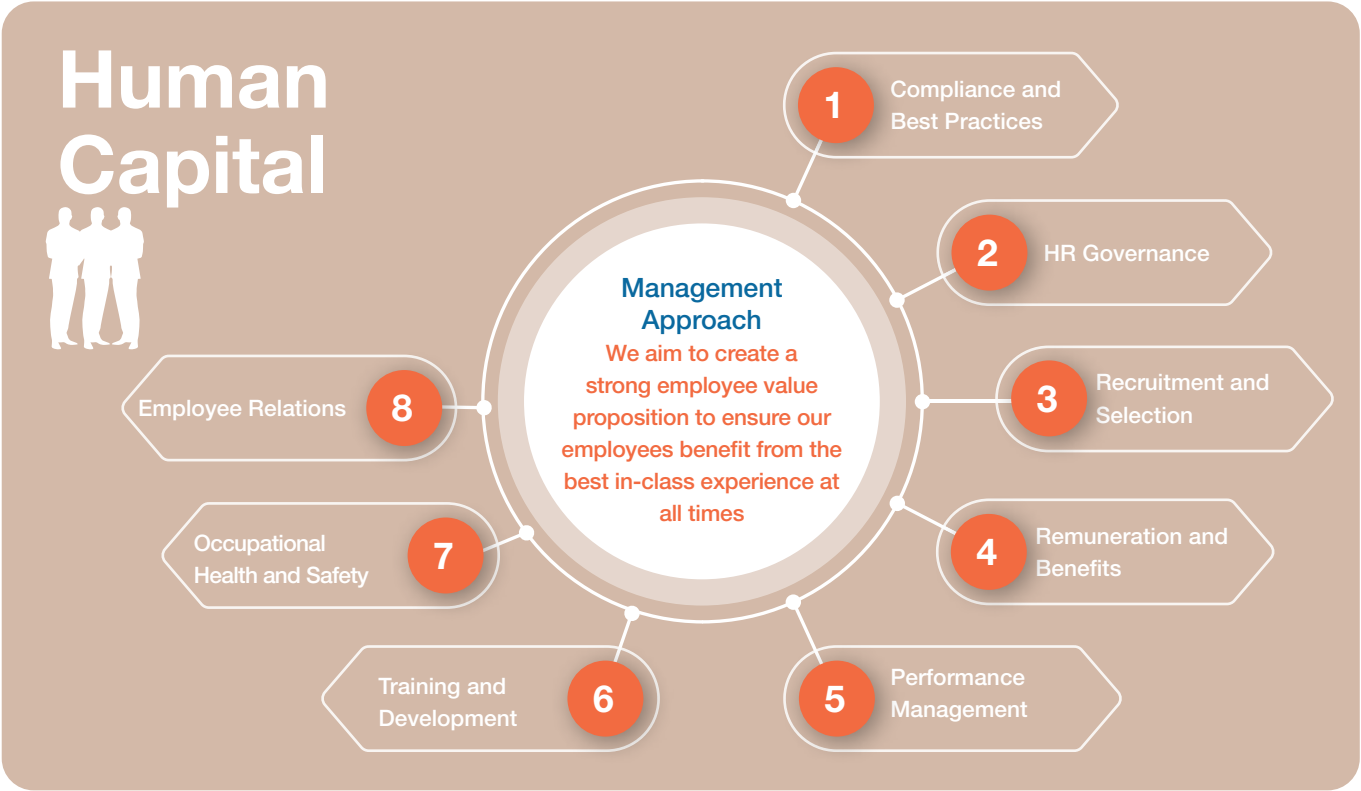 Human
Capital
1
Compliance and
Best Practices
2
HR Governance
3
Recruitment and
Selection
4
Remuneration and
Benefits
5
Performance
Management
6
Training and
Development
7
Occupational
Health and Safety
8
Employee Relations
Management
Approach
We aim to create a
strong employee value
proposition to ensure our
employees benefit from the
best in-class experience at
all times